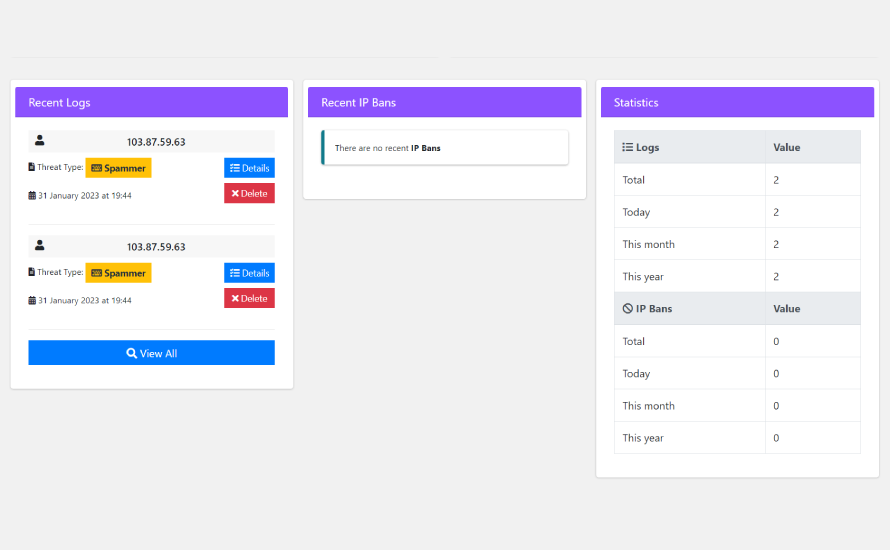 Recent Logs
103.87.59.63
Threat Type: Spammer Details
31 January 2023 at 19:44 Delete
103.87.59.63
Threat Type: Spammer Details
31 January 2023 at 19:44 Delete
View All
Recent IP Bans
There are no recent IP Bans
Statistics
Logs Value
Total 2
Today 2
This month 2
This year 2
IP Bans Value
Total 0
Today 0
This month 0
This year 0